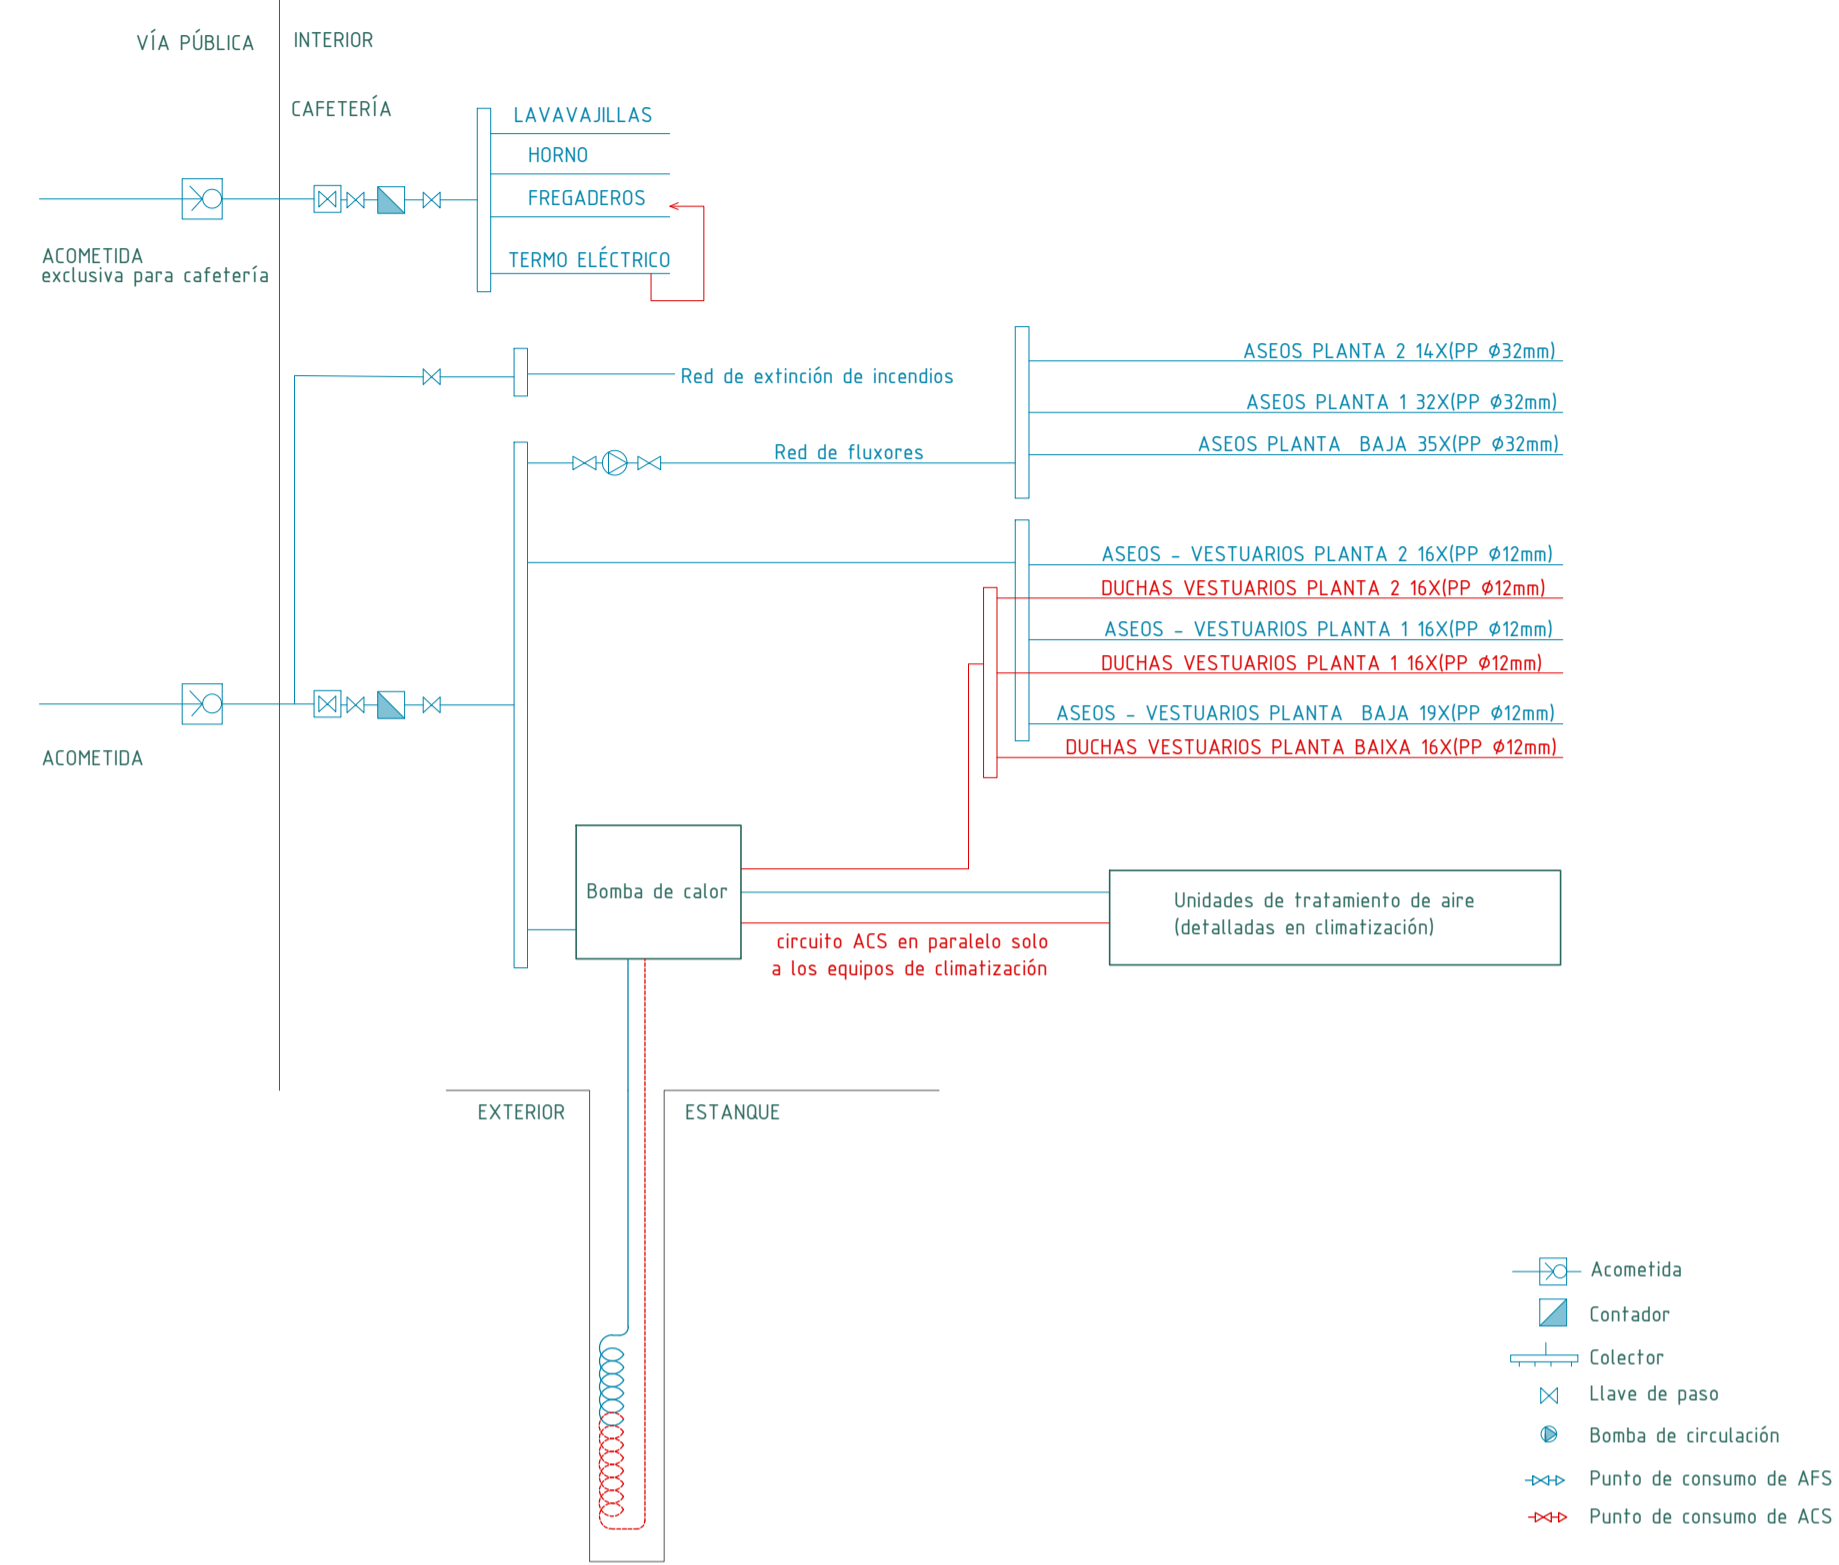 VÍA PÚBLICA
INTERIOR
CAFETERÍA
LAVAVAJILLAS
HORNO
FREGADEROS
TERMO ELÉCTRICO
ACOMETIDA
exclusiva para cafetería
Red de extinción de incendios
Red de fluxores
ASEOS PLANTA 2 14X(PP Ø32mm)
ASEOS PLANTA 1 32X(PP Ø32mm)
ASEOS PLANTA BAJA 35X(PP Ø32mm)
ASEOS - VESTUARIOS PLANTA 2 16X(PP Ø12mm)
DUCHAS VESTUARIOS PLANTA 2 16X(PP Ø12mm)
ASEOS - VESTUARIOS PLANTA 1 16X(PP Ø12mm)
DUCHAS VESTUARIOS PLANTA 1 16X(PP Ø12mm)
ASEOS - VESTUARIOS PLANTA BAJA 19X(PP Ø12mm)
DUCHAS VESTUARIOS PLANTA BAIXA 16X(PP Ø12mm)
ACOMETIDA
Bomba de calor
Unidades de tratamiento de aire
(detalladas en climatización)
circuito ACS en paralelo solo
a los equipos de climatización
EXTERIOR
ESTANQUE
Acometida
Contador
Colector
Llave de paso
Bomba de circulación
Punto de consumo de AFS
Punto de consumo de ACS